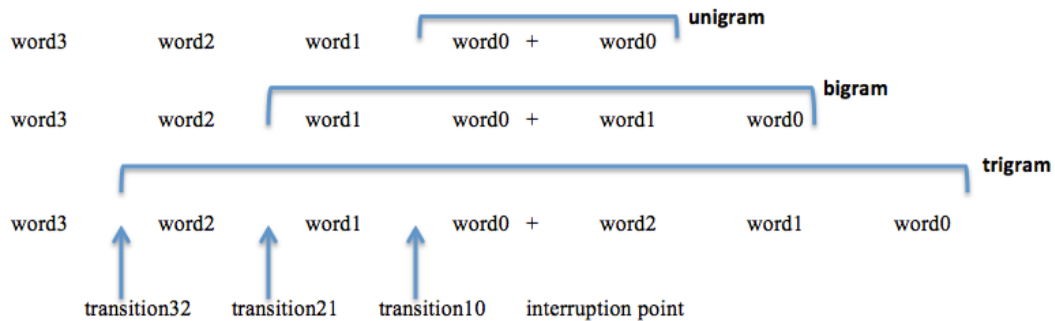 unigram
word3 word2 word1 word0 + word0
bigram
word3 word2 word1 word0 + word1 word0
trigram
word3 word2 word1 word0 + word2 word1 word0
transition32 transition21 transition10 interruption point